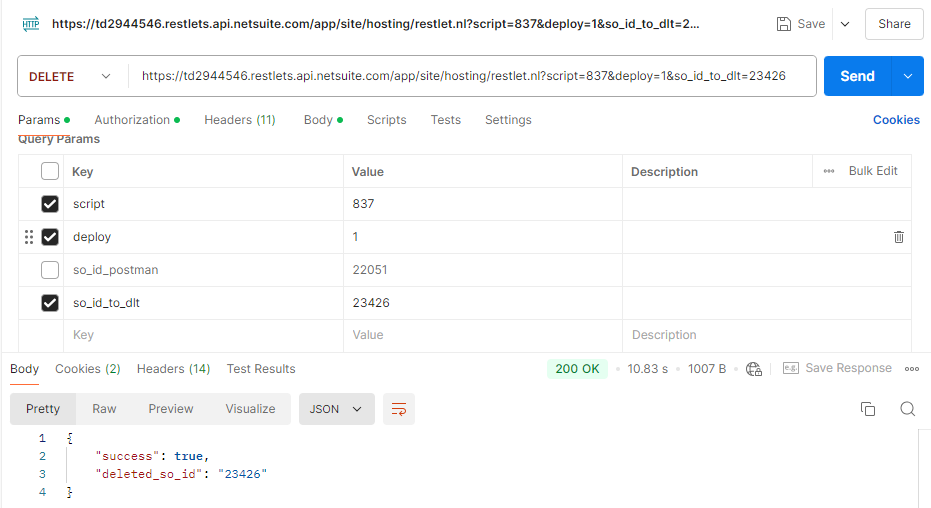 HTTP https://td2944546.restlets.api.netsuite.com/app/site/hosting/restlet.nl?script=837&deploy=1&so_id_to_dlt=2... Save Share
DELETE https://td2944546.restlets.api.netsuite.com/app/site/hosting/restlet.nl?script=837&deploy=1&so_id_to_dlt=23426 Send
Params Authorization Headers (11) Body Scripts Tests Settings Cookies
Query Params
Key Value Description ••• Bulk Edit
script 837
deploy 1
so_id_postman 22051
so_id_to_dlt 23426
Key Value Description
Body Cookies (2) Headers (14) Test Results 200 OK 10.83 s 1007 B e.g. Save Response •••
Pretty Raw Preview Visualize JSON
1 {
2 "success": true,
3 "deleted_so_id": "23426"
4 }